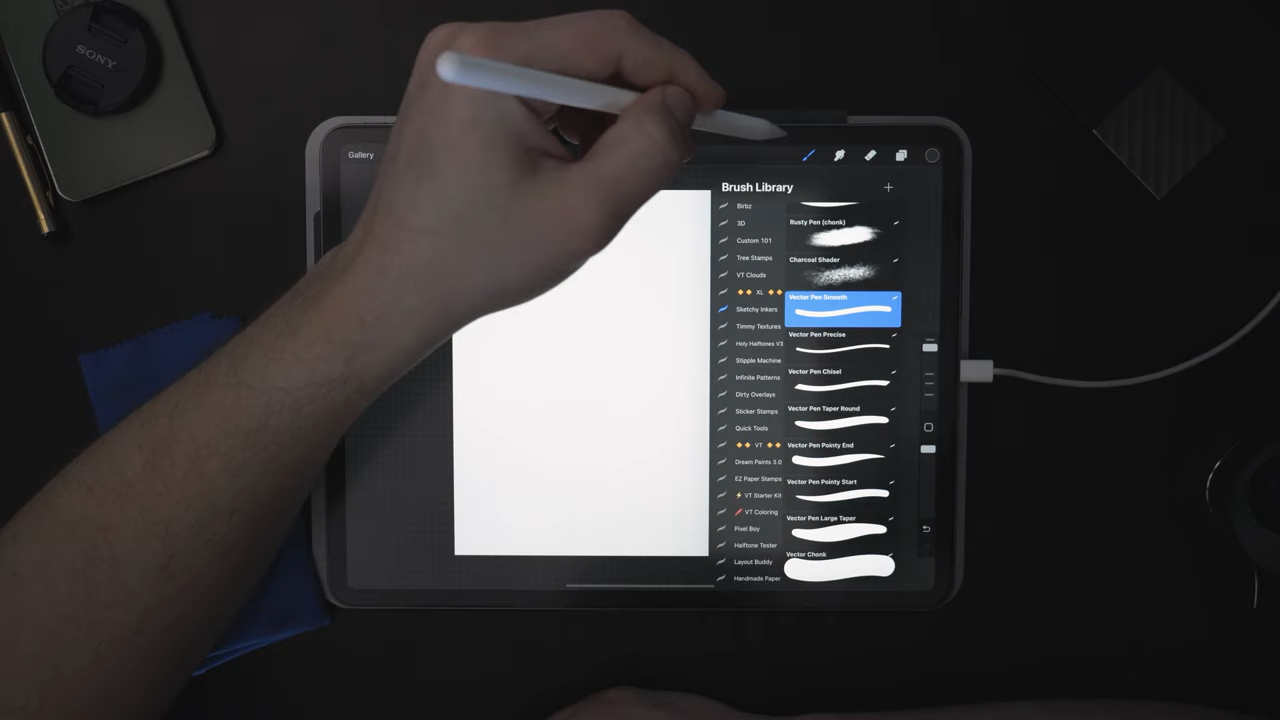 SONY
Gallery
Brush Library
Birbz
3D
Custom 101
Tree Stamps
VT Clouds
🔸🔸 XL 🔸🔸
Sketchy Inkers
Timmy Textures
Holy Halftones V3
Stipple Machine
Infinite Patterns
Dirty Overlays
Sticker Stamps
Quick Tools
🔸🔸 VT 🔸🔸
Dream Paints 3.0
EZ Paper Stamps
⚡ VT Starter Kit
🖍 VT Coloring
Pixel Boy
Halftone Tester
Layout Buddy
Handmade Paper
Rusty Pen (chonk)
Charcoal Shader
Vector Pen Smooth
Vector Pen Precise
Vector Pen Chisel
Vector Pen Taper Round
Vector Pen Pointy End
Vector Pen Pointy Start
Vector Pen Large Taper
Vector Chonk